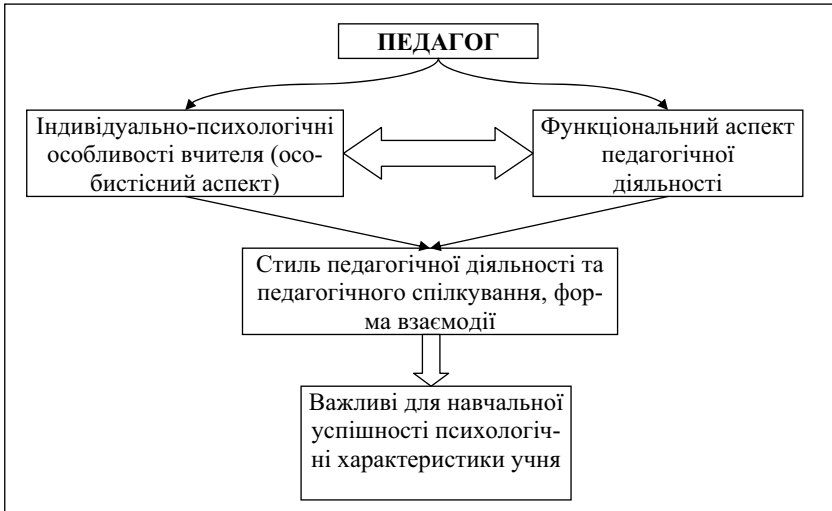 ПЕДАГОГ
Індивідуально-психологічні
особливості вчителя (осо-
бистісний аспект)
Функціональний аспект
педагогічної
діяльності
Стиль педагогічної діяльності та
педагогічного спілкування, фор-
ма взаємодії
Важливі для навчальної
успішності психологіч-
ні характеристики учня